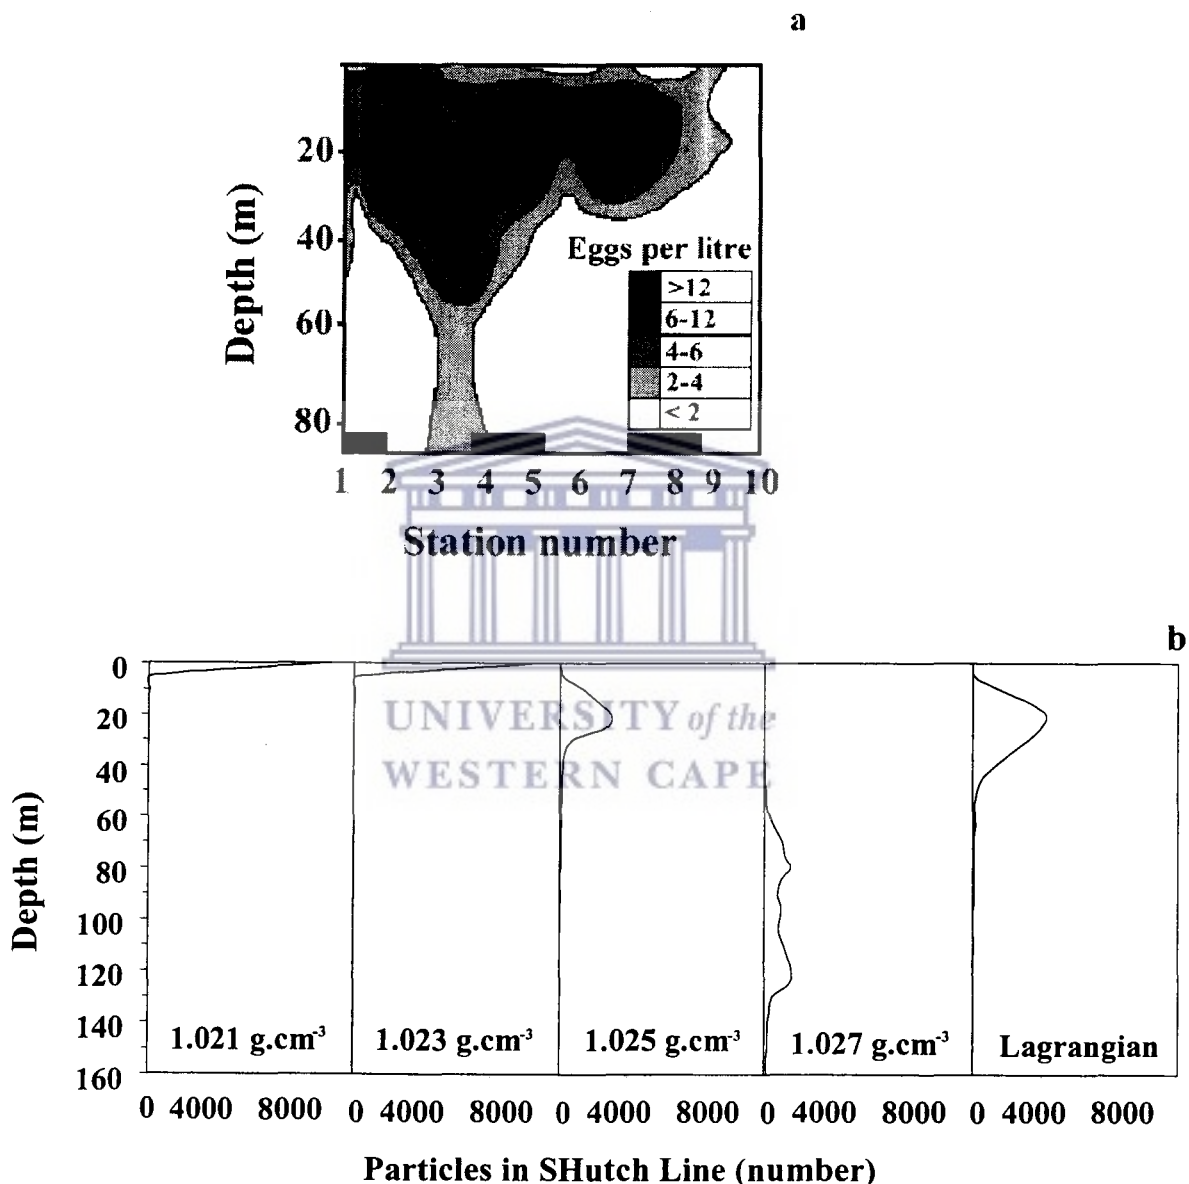 a
20
40
60
80
Depth (m)
Eggs per litre
>12
6-12
4-6
2-4
< 2
1 2 3 4 5 6 7 8 9 10
Station number
b
UNIVERSITY of the
WESTERN CAPE
0
20
40
60
80
100
120
140
160
Depth (m)
1.021 g.cm⁻³ 1.023 g.cm⁻³ 1.025 g.cm⁻³ 1.027 g.cm⁻³ Lagrangian
0 4000 8000 0 4000 8000 0 4000 8000 0 4000 8000 0 4000 8000
Particles in SHutch Line (number)